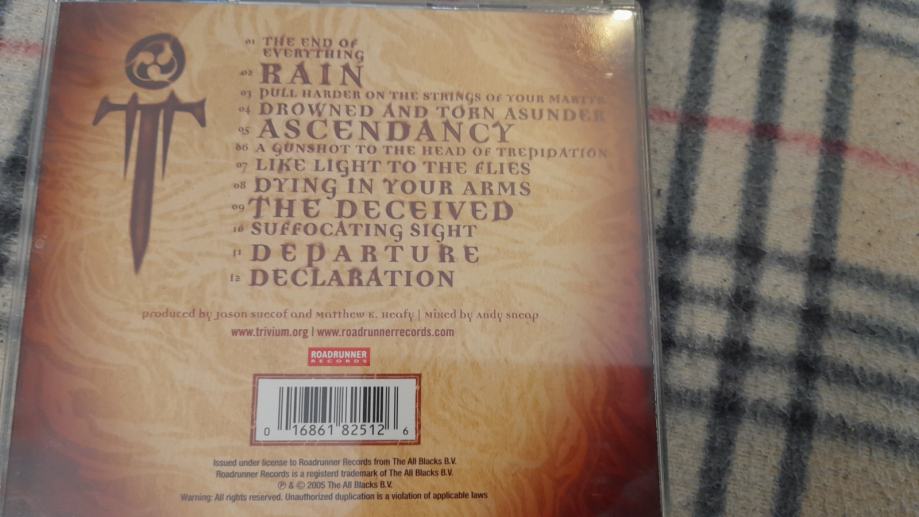 01 THE END OF
EVERYTHING
02 RAIN
03 PULL HARDER ON THE STRINGS OF YOUR MARTYR
04 DROWNED AND TORN ASUNDER
05 ASCENDANCY
06 A GUNSHOT TO THE HEAD OF TREPIDATION
07 LIKE LIGHT TO THE FLIES
08 DYING IN YOUR ARMS
09 THE DECEIVED
10 SUFFOCATING SIGHT
11 DEPARTURE
12 DECLARATION
produced by Jason Suecof and Matthew K. Heafy | Mixed by Andy Sneap
www.trivium.org | www.roadrunnerrecords.com
ROADRUNNER
RECORDS
0 16861 82512 6
Issued under license to Roadrunner Records from The All Blacks B.V.
Roadrunner Records is a registerd trademark of The All Blacks B.V.
℗ & © 2005 The All Blacks B.V.
Warning: All rights reserved. Unauthorized duplication is a violation of applicable laws